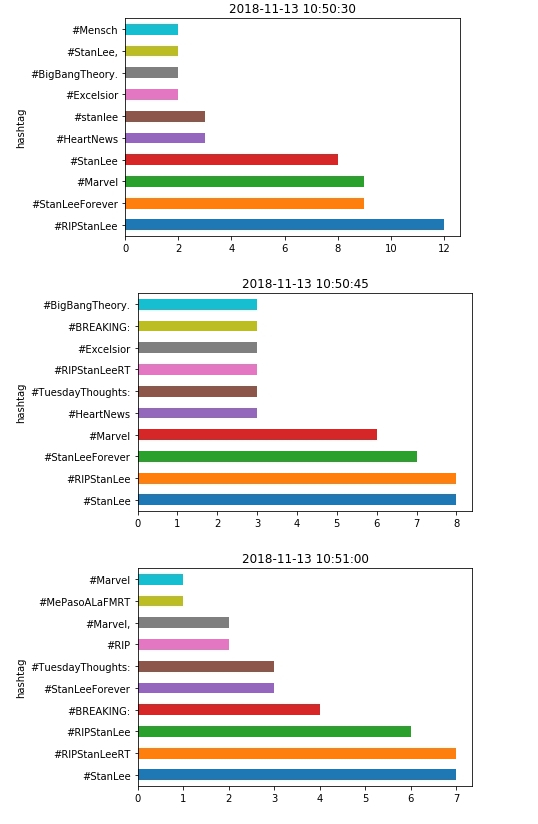 2018-11-13 10:50:30
#Mensch
#StanLee,
#BigBangTheory.
#Excelsior
#stanlee
#HeartNews
#StanLee
#Marvel
#StanLeeForever
#RIPStanLee
hashtag
0 2 4 6 8 10 12
2018-11-13 10:50:45
#BigBangTheory.
#BREAKING:
#Excelsior
#RIPStanLeeRT
#TuesdayThoughts:
#HeartNews
#Marvel
#StanLeeForever
#RIPStanLee
#StanLee
hashtag
0 1 2 3 4 5 6 7 8
2018-11-13 10:51:00
#Marvel
#MePasoALaFMRT
#Marvel,
#RIP
#TuesdayThoughts:
#StanLeeForever
#BREAKING:
#RIPStanLee
#RIPStanLeeRT
#StanLee
hashtag
0 1 2 3 4 5 6 7